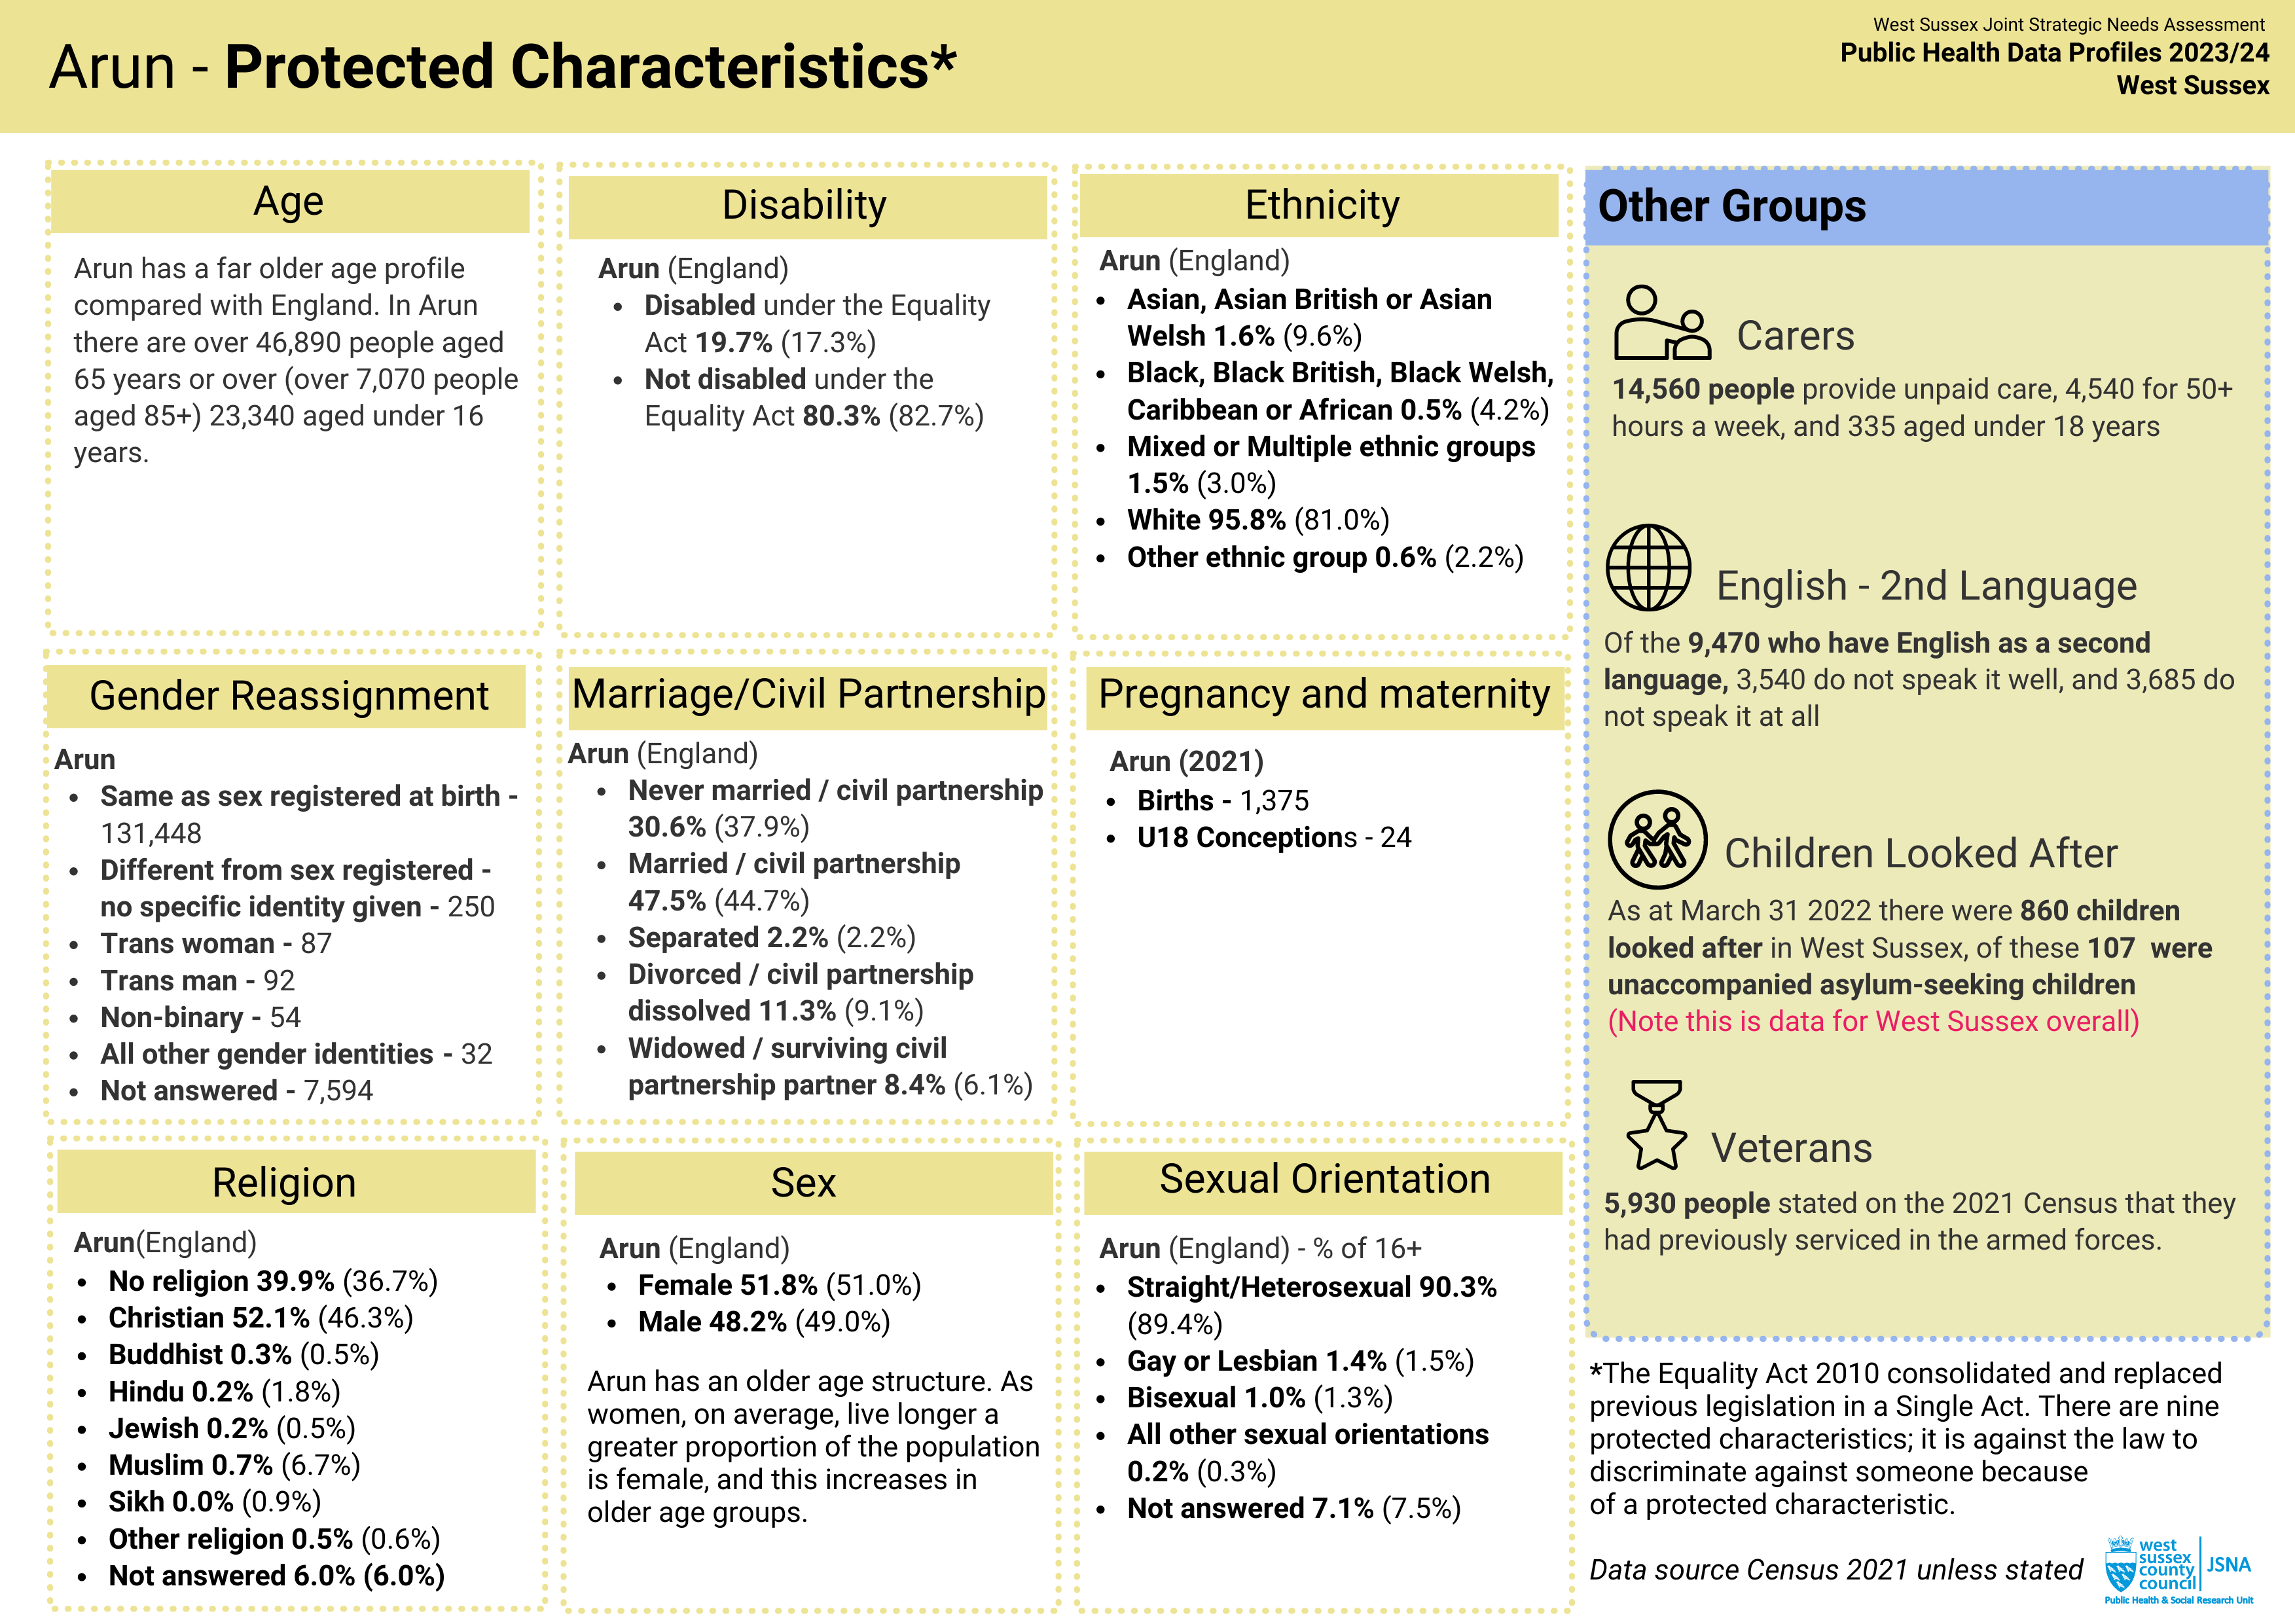 Arun - Protected Characteristics*
West Sussex Joint Strategic Needs Assessment
Public Health Data Profiles 2023/24
West Sussex
Age
Arun has a far older age profile
compared with England. In Arun
there are over 46,890 people aged
65 years or over (over 7,070 people
aged 85+) 23,340 aged under 16
years.
Disability
Arun (England)
• Disabled under the Equality
Act 19.7% (17.3%)
• Not disabled under the
Equality Act 80.3% (82.7%)
Ethnicity
Arun (England)
• Asian, Asian British or Asian
Welsh 1.6% (9.6%)
• Black, Black British, Black Welsh,
Caribbean or African 0.5% (4.2%)
• Mixed or Multiple ethnic groups
1.5% (3.0%)
• White 95.8% (81.0%)
• Other ethnic group 0.6% (2.2%)
Gender Reassignment
Arun
• Same as sex registered at birth -
131,448
• Different from sex registered -
no specific identity given - 250
• Trans woman - 87
• Trans man - 92
• Non-binary - 54
• All other gender identities - 32
• Not answered - 7,594
Marriage/Civil Partnership
Arun (England)
• Never married / civil partnership
30.6% (37.9%)
• Married / civil partnership
47.5% (44.7%)
• Separated 2.2% (2.2%)
• Divorced / civil partnership
dissolved 11.3% (9.1%)
• Widowed / surviving civil
partnership partner 8.4% (6.1%)
Pregnancy and maternity
Arun (2021)
• Births - 1,375
• U18 Conceptions - 24
Religion
Arun(England)
• No religion 39.9% (36.7%)
• Christian 52.1% (46.3%)
• Buddhist 0.3% (0.5%)
• Hindu 0.2% (1.8%)
• Jewish 0.2% (0.5%)
• Muslim 0.7% (6.7%)
• Sikh 0.0% (0.9%)
• Other religion 0.5% (0.6%)
• Not answered 6.0% (6.0%)
Sex
Arun (England)
• Female 51.8% (51.0%)
• Male 48.2% (49.0%)
Arun has an older age structure. As
women, on average, live longer a
greater proportion of the population
is female, and this increases in
older age groups.
Sexual Orientation
Arun (England) - % of 16+
• Straight/Heterosexual 90.3%
(89.4%)
• Gay or Lesbian 1.4% (1.5%)
• Bisexual 1.0% (1.3%)
• All other sexual orientations
0.2% (0.3%)
• Not answered 7.1% (7.5%)
Other Groups
Carers
14,560 people provide unpaid care, 4,540 for 50+
hours a week, and 335 aged under 18 years
English - 2nd Language
Of the 9,470 who have English as a second
language, 3,540 do not speak it well, and 3,685 do
not speak it at all
Children Looked After
As at March 31 2022 there were 860 children
looked after in West Sussex, of these 107 were
unaccompanied asylum-seeking children
(Note this is data for West Sussex overall)
Veterans
5,930 people stated on the 2021 Census that they
had previously serviced in the armed forces.
*The Equality Act 2010 consolidated and replaced
previous legislation in a Single Act. There are nine
protected characteristics; it is against the law to
discriminate against someone because
of a protected characteristic.
Data source Census 2021 unless stated
west
sussex
county
council
JSNA
Public Health & Social Research Unit